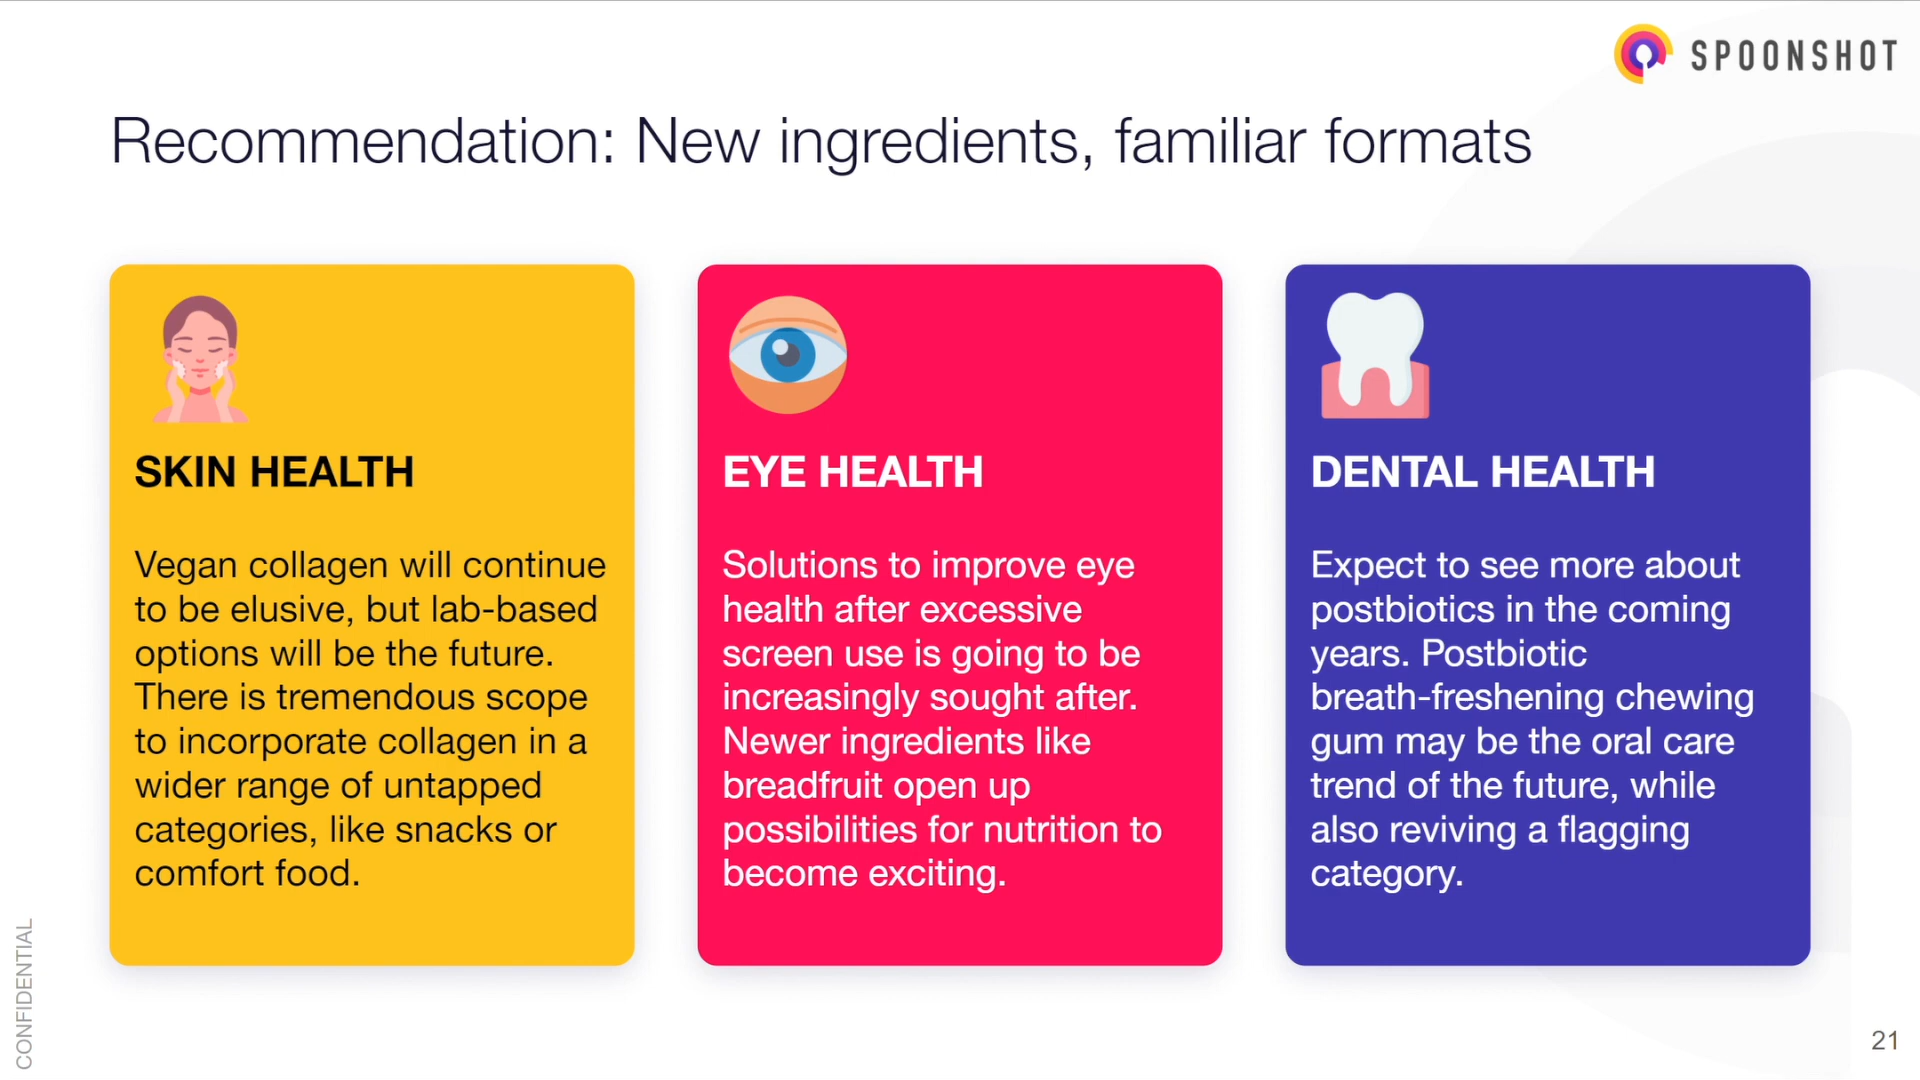 SPOONSHOT
Recommendation: New ingredients, familiar formats
SKIN HEALTH
Vegan collagen will continue
to be elusive, but lab-based
options will be the future.
There is tremendous scope
to incorporate collagen in a
wider range of untapped
categories, like snacks or
comfort food.
EYE HEALTH
Solutions to improve eye
health after excessive
screen use is going to be
increasingly sought after.
Newer ingredients like
breadfruit open up
possibilities for nutrition to
become exciting.
DENTAL HEALTH
Expect to see more about
postbiotics in the coming
years. Postbiotic
breath-freshening chewing
gum may be the oral care
trend of the future, while
also reviving a flagging
category.
CONFIDENTIAL
21